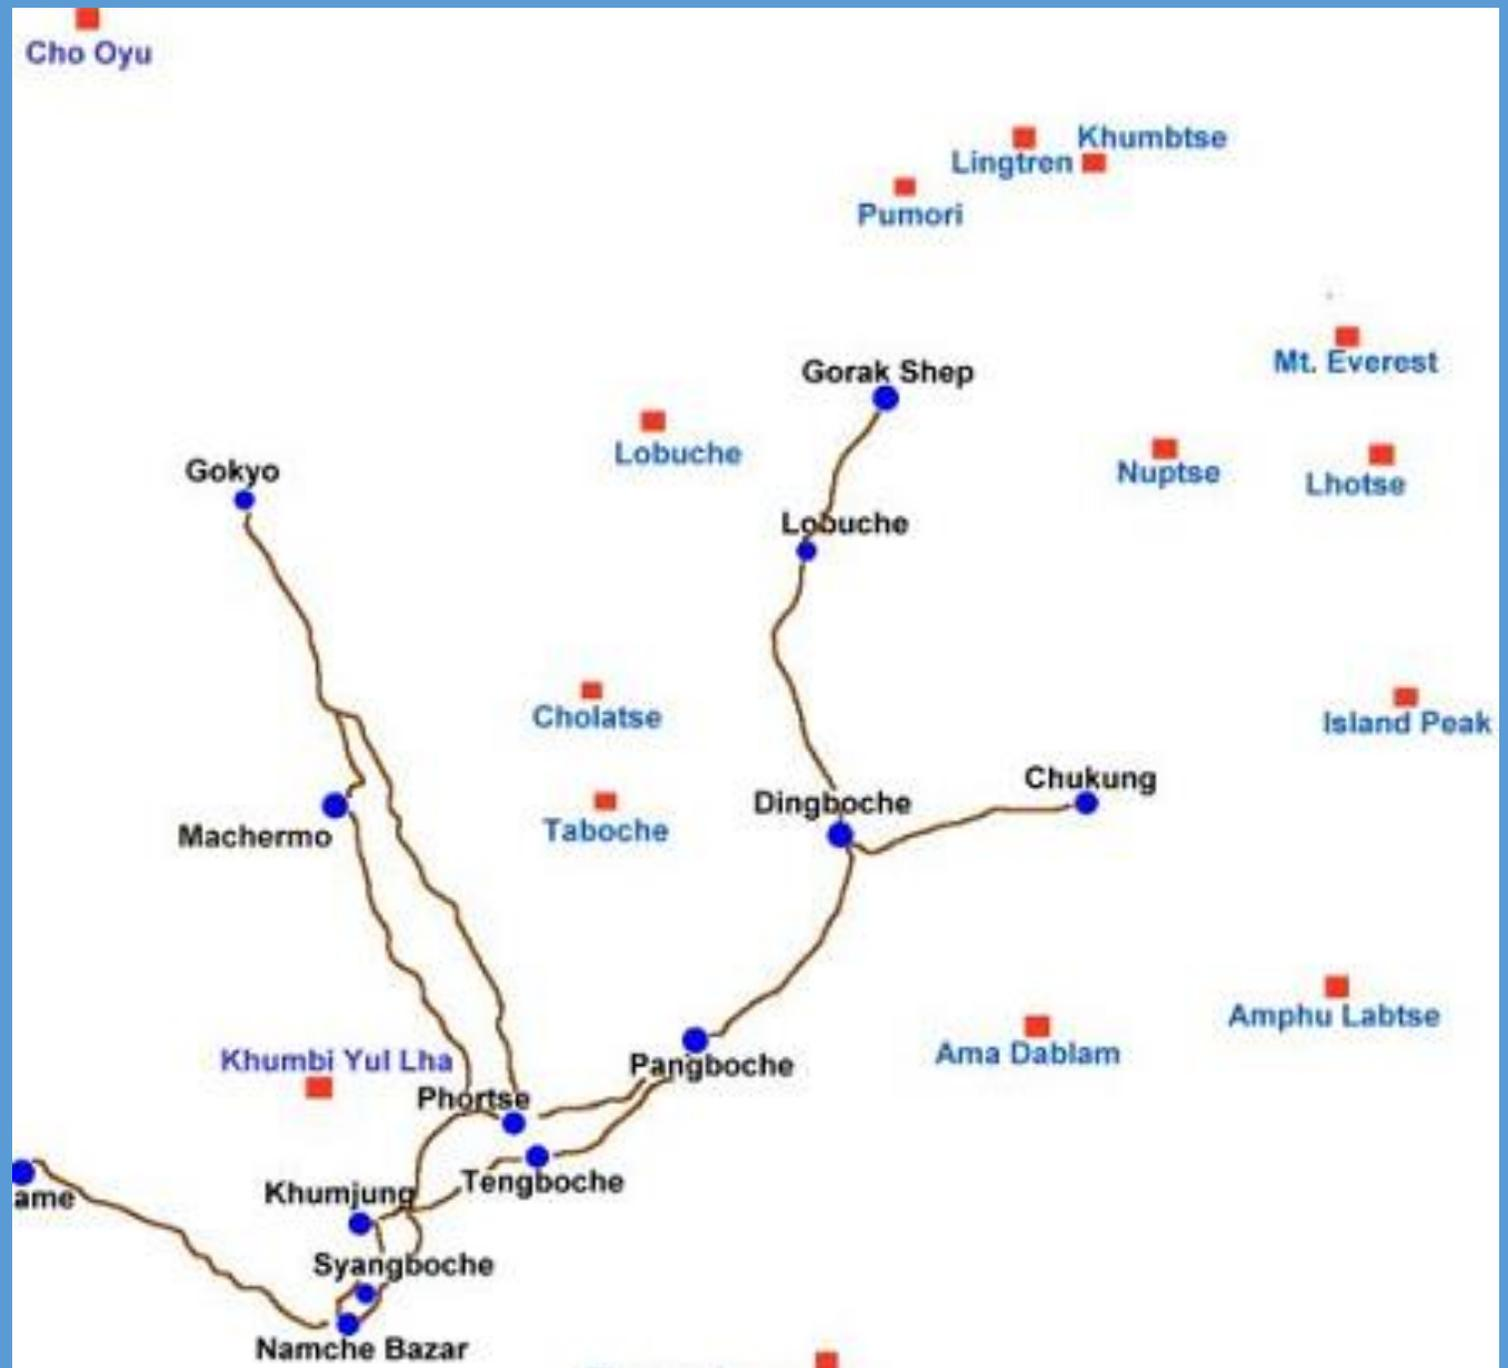 Cho Oyu
Khumbtse
Lingtren
Pumori
Mt. Everest
Gorak Shep
Lobuche
Nuptse
Lhotse
Gokyo
Lobuche
Cholatse
Island Peak
Chukung
Dingboche
Taboche
Machermo
Amphu Labtse
Ama Dablam
Khumbi Yul Lha
Pangboche
Phortse
Tengboche
Khumjung
ame
Syangboche
Namche Bazar